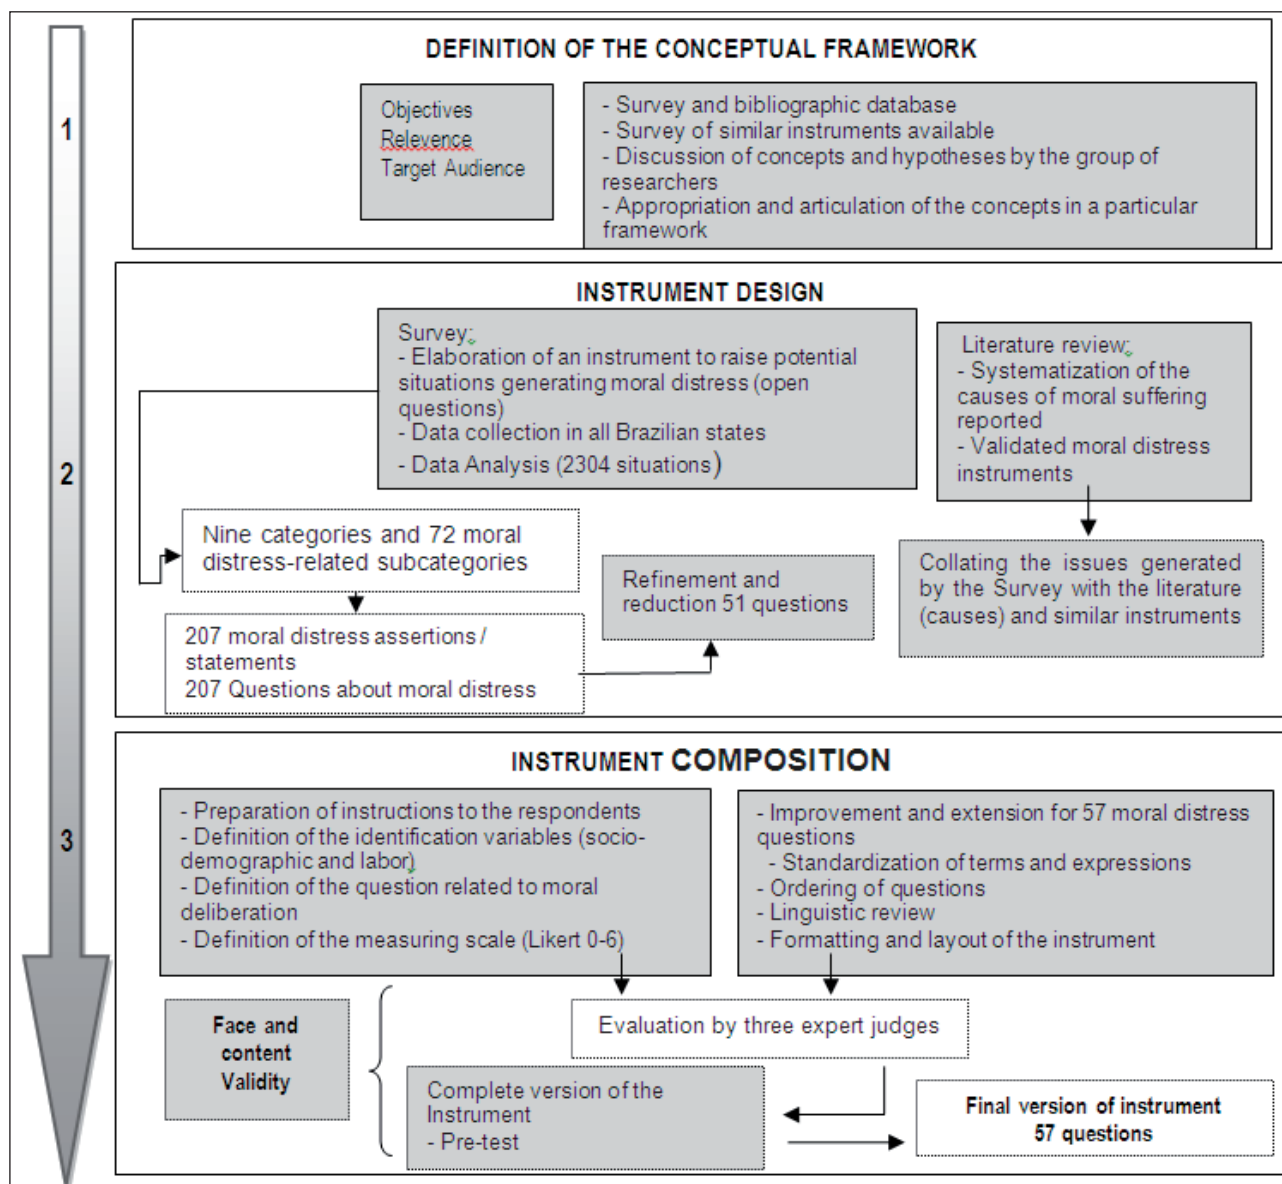 DEFINITION OF THE CONCEPTUAL FRAMEWORK
1
Objectives
Relevence
Target Audience
- Survey and bibliographic database
- Survey of similar instruments available
- Discussion of concepts and hypotheses by the group of
researchers
- Appropriation and articulation of the concepts in a particular
framework
INSTRUMENT DESIGN
2
Survey:
- Elaboration of an instrument to raise potential
situations generating moral distress (open
questions)
- Data collection in all Brazilian states
- Data Analysis (2304 situations)
Literature review:
- Systematization of the
causes of moral suffering
reported
- Validated moral distress
instruments
Nine categories and 72 moral
distress-related subcategories
207 moral distress assertions /
statements
207 Questions about moral distress
Refinement and
reduction 51 questions
Collating the issues generated
by the Survey with the literature
(causes) and similar instruments
INSTRUMENT COMPOSITION
3
- Preparation of instructions to the respondents
- Definition of the identification variables (socio-
demographic and labor)
- Definition of the question related to moral
deliberation
- Definition of the measuring scale (Likert 0-6)
- Improvement and extension for 57 moral distress
questions
- Standardization of terms and expressions
- Ordering of questions
- Linguistic review
- Formatting and layout of the instrument
Face and
content
Validity
Evaluation by three expert judges
Complete version of the
Instrument
- Pre-test
Final version of instrument
57 questions